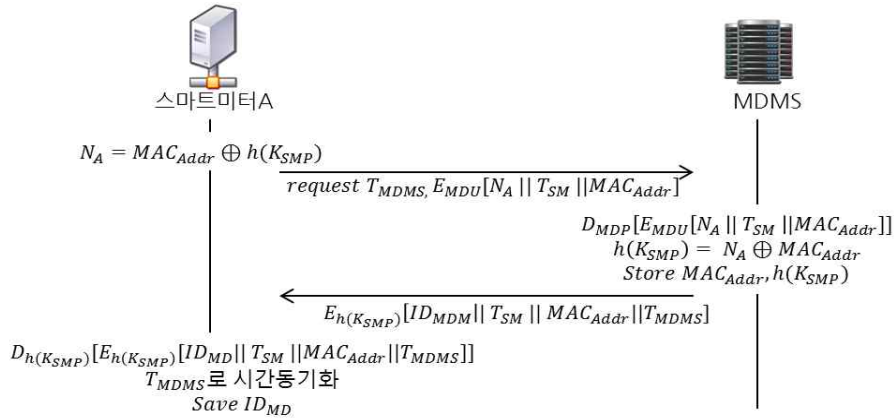 스마트미터A
MDMS
N_A = MAC_Addr ⊕ h(K_SMP)
request T_MDMS, E_MDU[N_A || T_SM ||MAC_Addr]
D_MDP[E_MDU[N_A || T_SM ||MAC_Addr]]
h(K_SMP) = N_A ⊕ MAC_Addr
Store MAC_Addr, h(K_SMP)
E_h(K_SMP)[ID_MDM|| T_SM || MAC_Addr||T_MDMS]
D_h(K_SMP)[E_h(K_SMP)[ID_MD|| T_SM ||MAC_Addr||T_MDMS]]
T_MDMS로 시간동기화
Save ID_MD